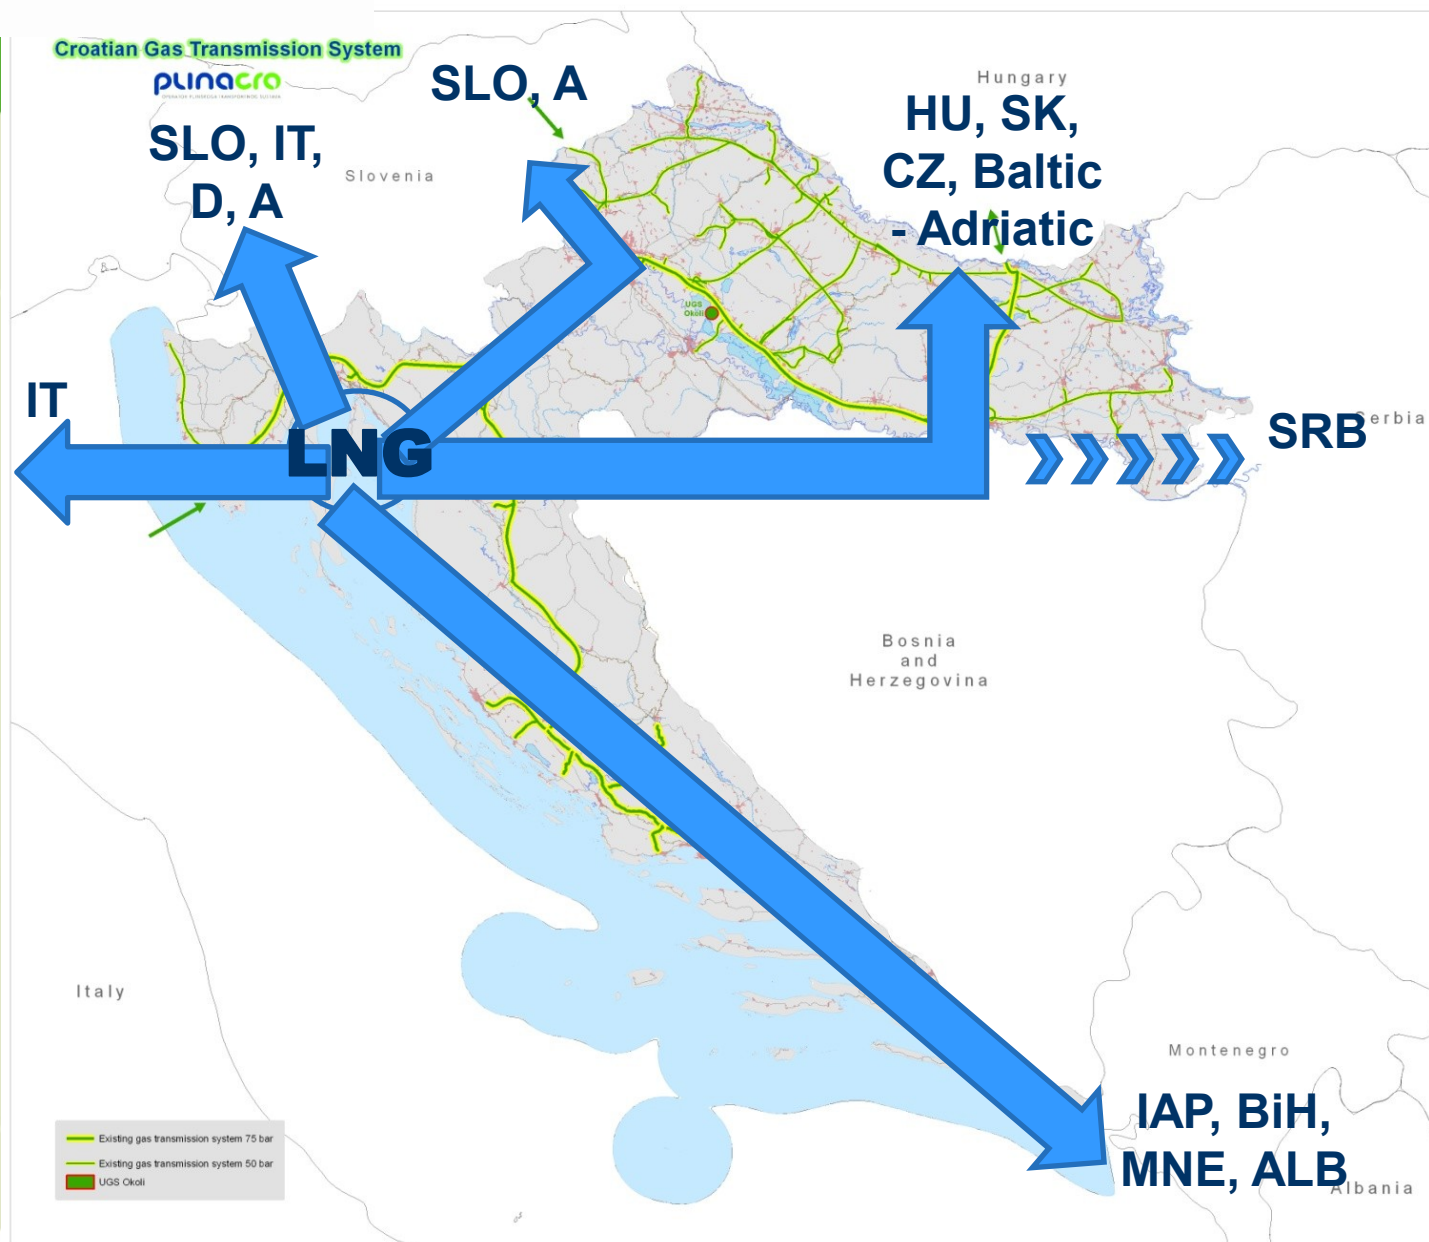 Croatian Gas Transmission System
plinacro
SLO, A
Hungary
HU, SK,
CZ, Baltic
- Adriatic
SLO, IT,
D, A
Slovenia
UGS
Okoli
IT
LNG
SRB
Serbia
Bosnia
and
Herzegovina
Italy
Montenegro
IAP, BiH,
MNE, ALB
Albania
Existing gas transmission system 75 bar
Existing gas transmission system 50 bar
UGS Okoli